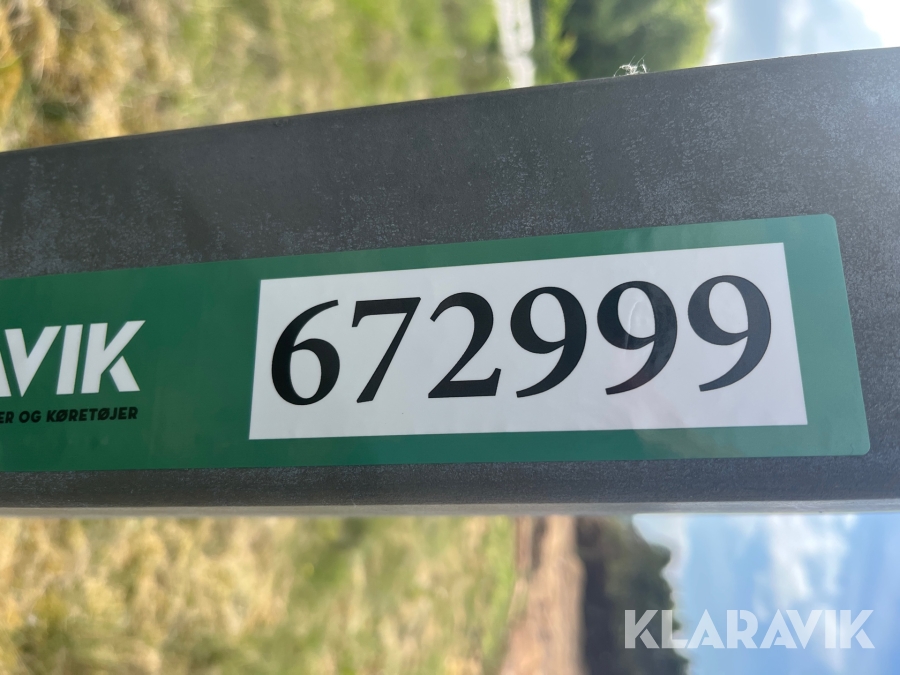 AVIK
ER OG KØRETØJER
672999
KLARAVIK